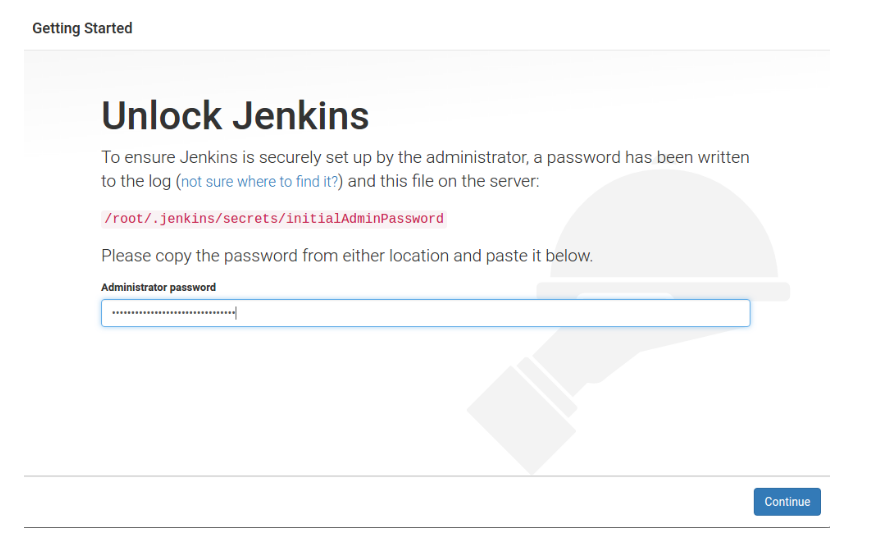 Getting Started
Unlock Jenkins
To ensure Jenkins is securely set up by the administrator, a password has been written
to the log (not sure where to find it?) and this file on the server:
/root/.jenkins/secrets/initialAdminPassword
Please copy the password from either location and paste it below.
Administrator password
Continue